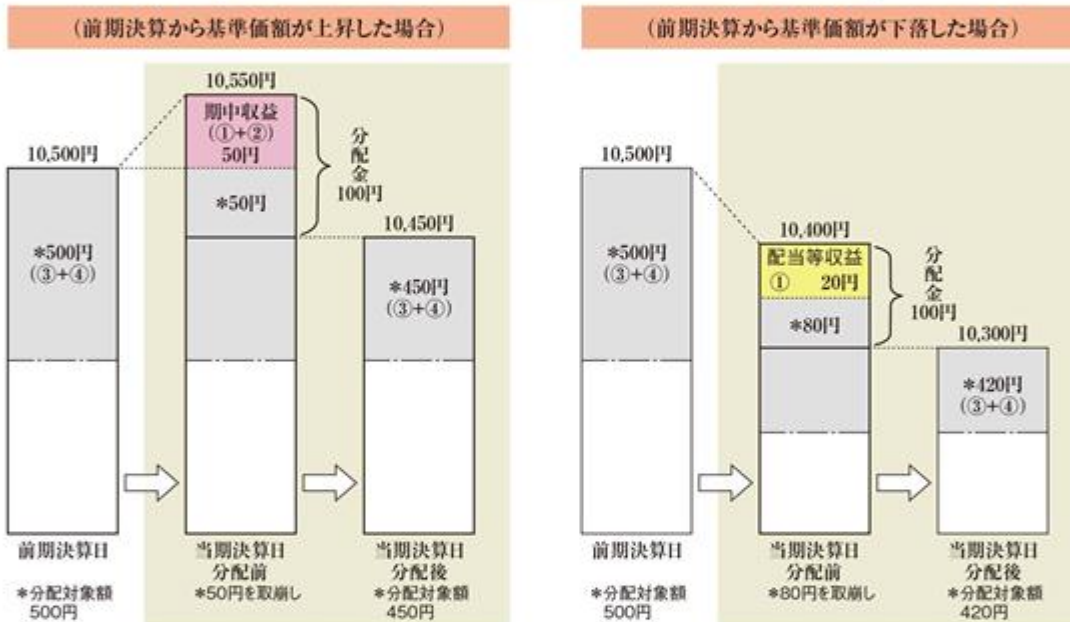 (前期決算から基準価額が上昇した場合)
10,550円
期中収益
(①+②)
50円
*50円
分配金
100円
10,500円
*500円
(③+④)
10,450円
*450円
(③+④)
前期決算日
*分配対象額
500円
当期決算日
分配前
*50円を取崩し
当期決算日
分配後
*分配対象額
450円
(前期決算から基準価額が下落した場合)
10,500円
*500円
(③+④)
10,400円
配当等収益
① 20円
*80円
分配金
100円
10,300円
*420円
(③+④)
前期決算日
*分配対象額
500円
当期決算日
分配前
*80円を取崩し
当期決算日
分配後
*分配対象額
420円